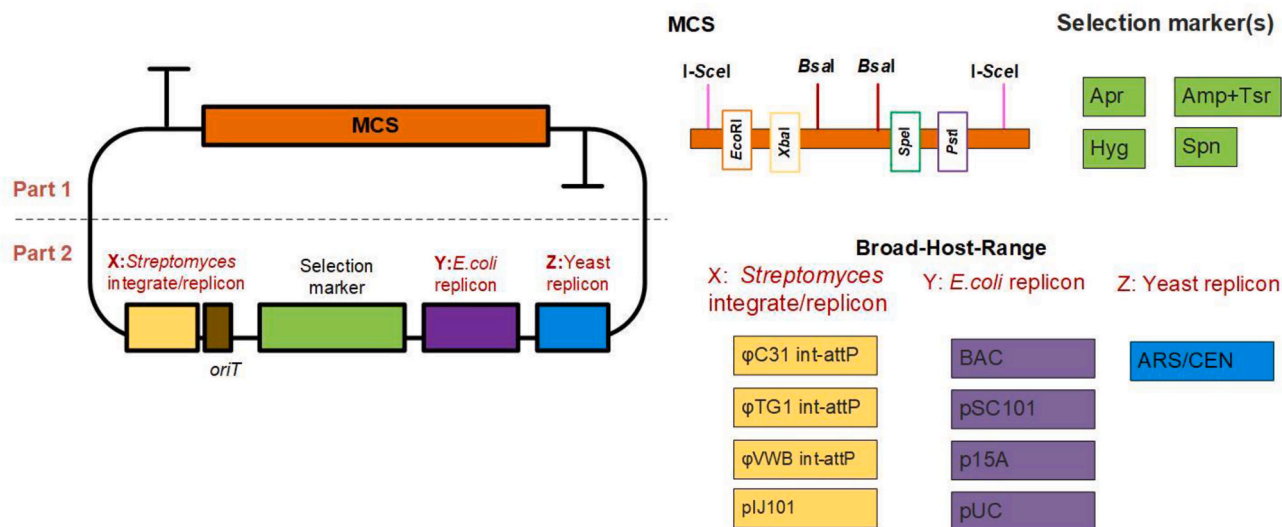 MCS
Part 1
Part 2
X:Streptomyces
integrate/replicon
Selection
marker
Y:E.coli
replicon
Z:Yeast
replicon
oriT
MCS
I-SceI
BsaI
BsaI
I-SceI
EcoRI
XbaI
SpeI
PstI
Selection marker(s)
Apr
Amp+Tsr
Hyg
Spn
Broad-Host-Range
X: Streptomyces
integrate/replicon
Y: E.coli replicon
Z: Yeast replicon
φC31 int-attP
BAC
ARS/CEN
φTG1 int-attP
pSC101
φVWB int-attP
p15A
pIJ101
pUC